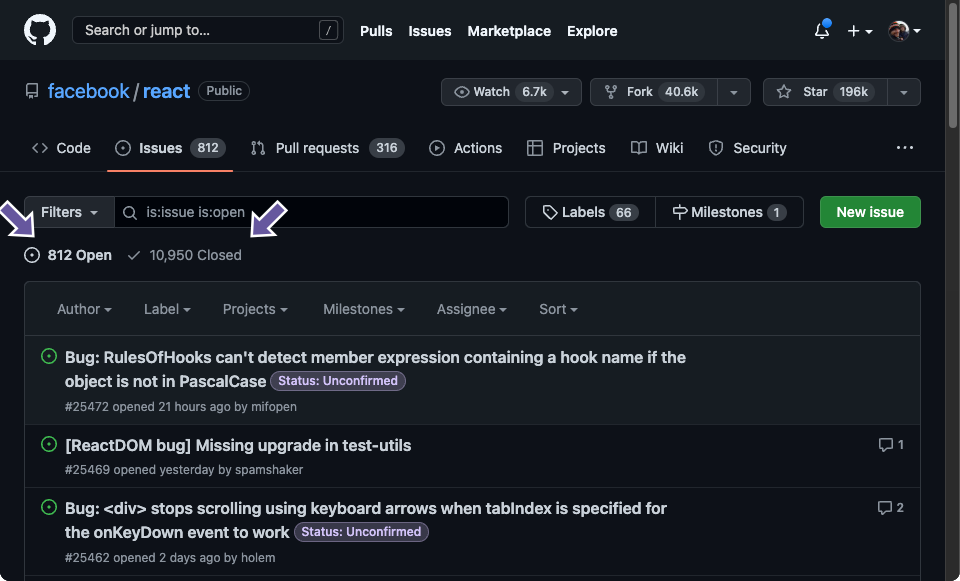 Search or jump to... / Pulls Issues Marketplace Explore
facebook / react Public Watch 6.7k Fork 40.6k Star 196k
Code Issues 812 Pull requests 316 Actions Projects Wiki Security ...
Filters is:issue is:open Labels 66 Milestones 1 New issue
812 Open 10,950 Closed
Author Label Projects Milestones Assignee Sort
Bug: RulesOfHooks can't detect member expression containing a hook name if the
object is not in PascalCase Status: Unconfirmed
#25472 opened 21 hours ago by mifopen
[ReactDOM bug] Missing upgrade in test-utils 1
#25469 opened yesterday by spamshaker
Bug: <div> stops scrolling using keyboard arrows when tabIndex is specified for 2
the onKeyDown event to work Status: Unconfirmed
#25462 opened 2 days ago by holem